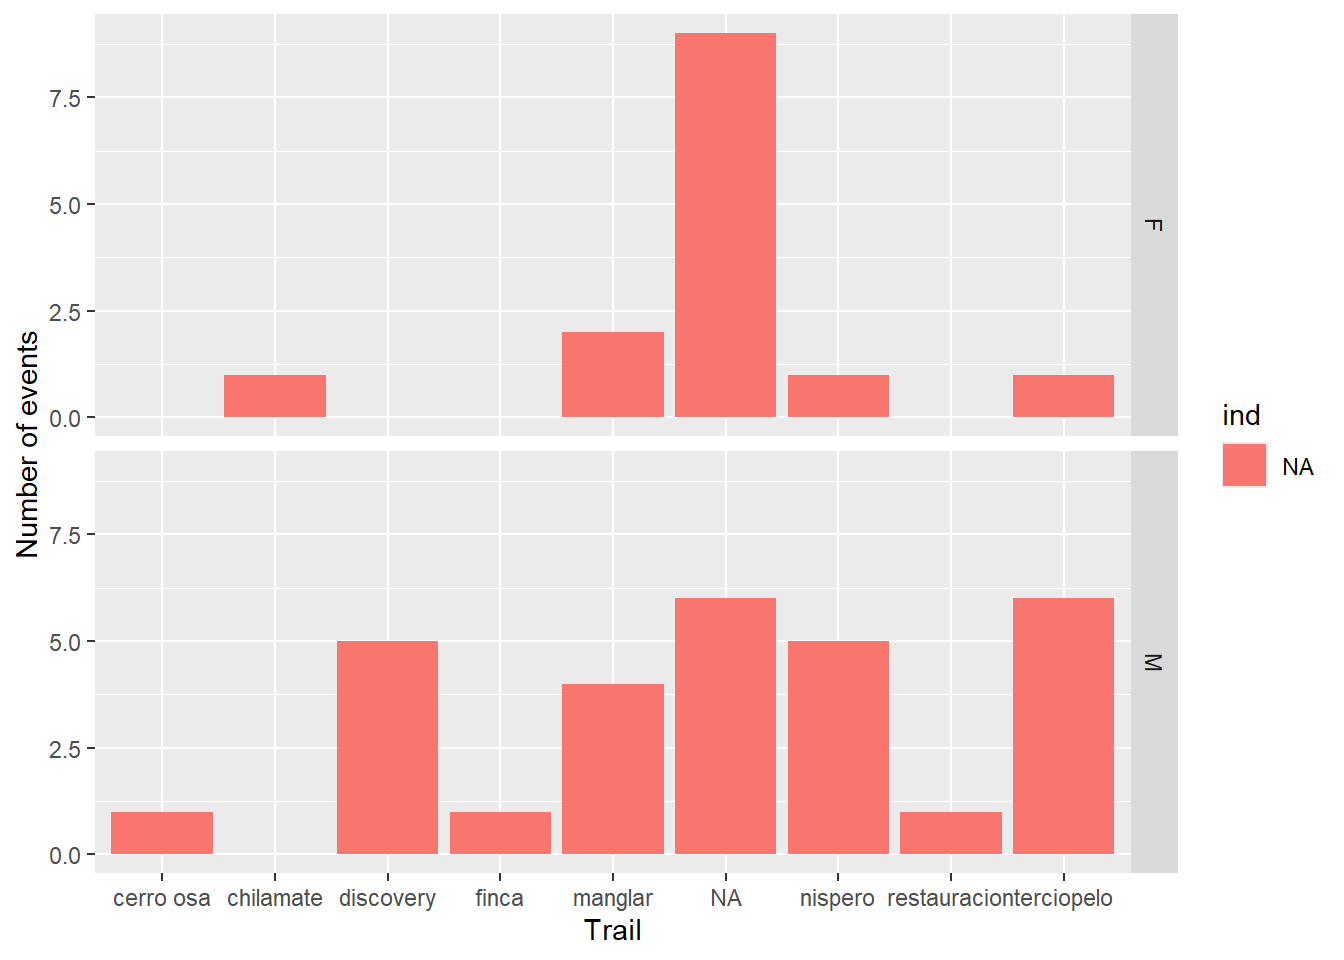 7.5
5.0
2.5
0.0
F
7.5
5.0
2.5
0.0
M
Number of events
cerro osa chilamate discovery finca manglar NA nispero restauracion terciopelo
Trail
ind
NA